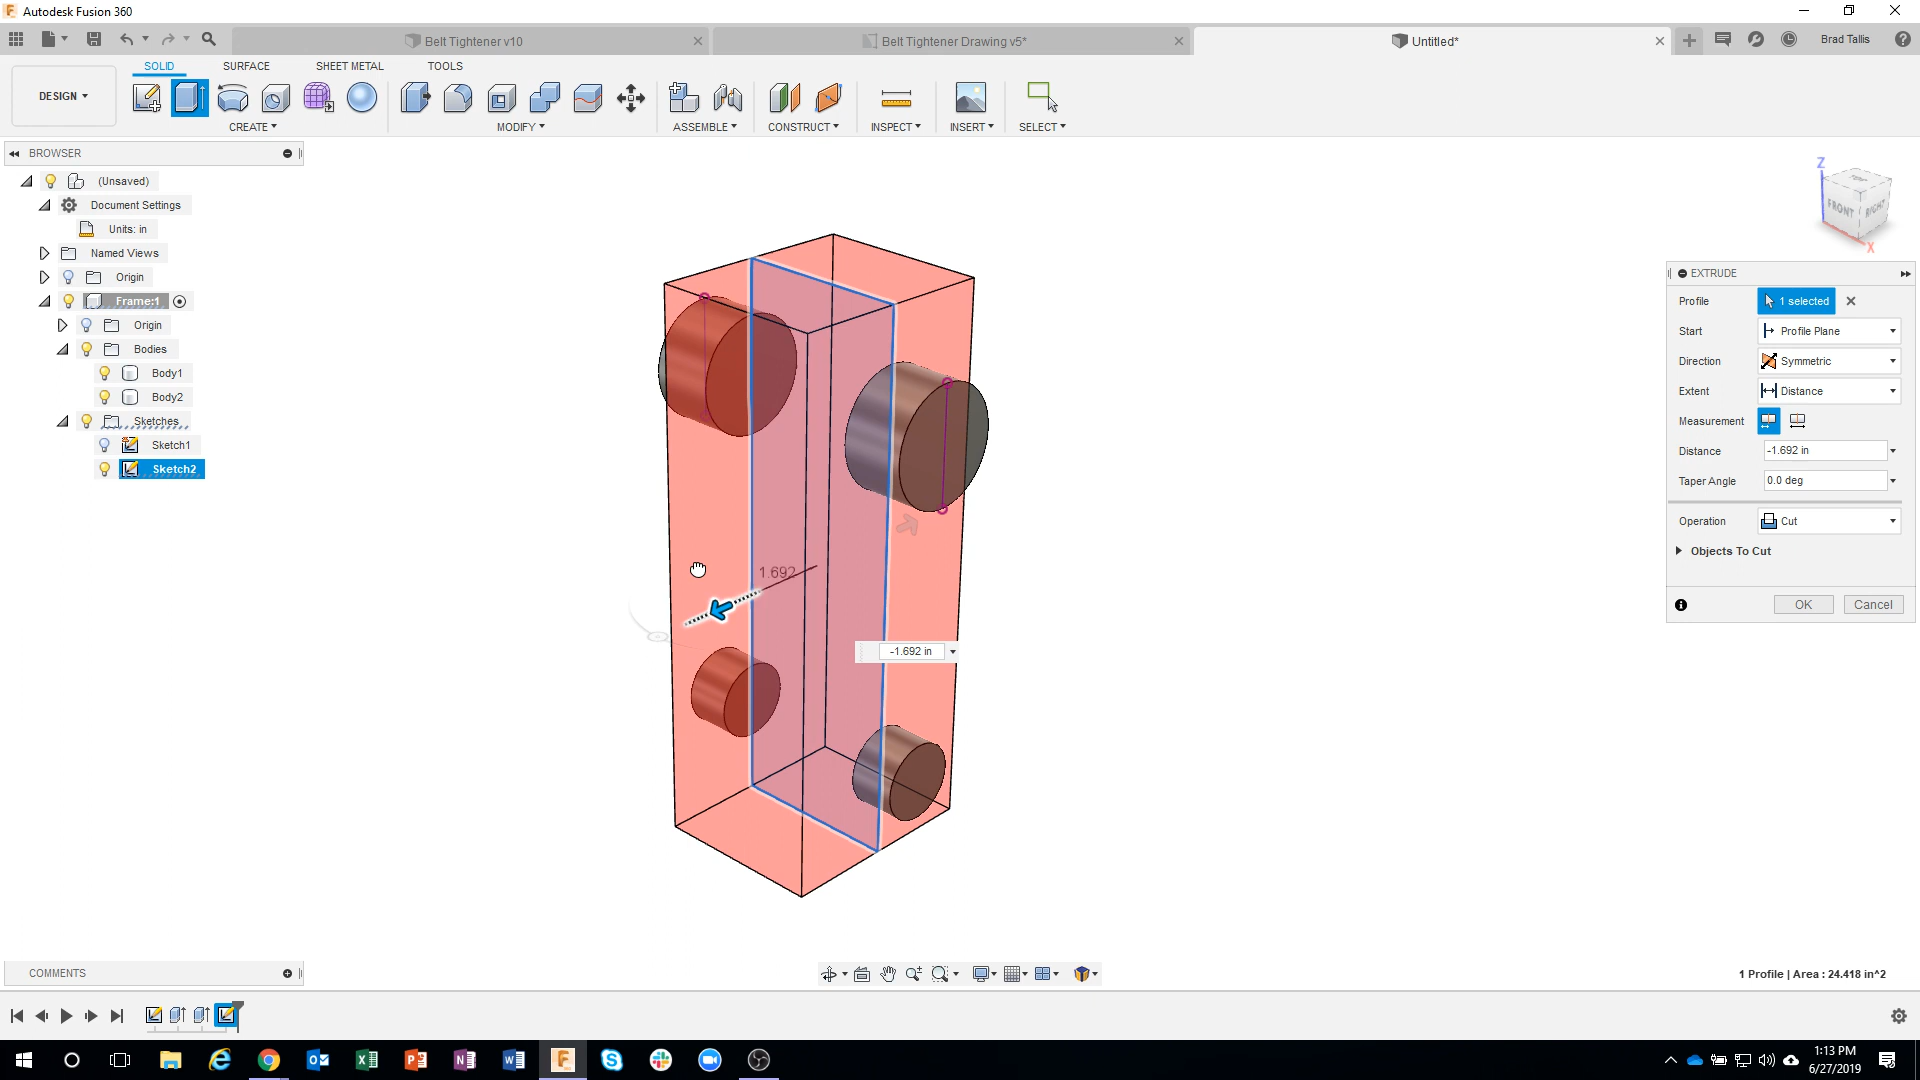 Autodesk Fusion 360
Belt Tightener v10
Belt Tightener Drawing v5*
Untitled*
Brad Tallis
SOLID
SURFACE
SHEET METAL
TOOLS
DESIGN
CREATE
MODIFY
ASSEMBLE
CONSTRUCT
INSPECT
INSERT
SELECT
BROWSER
(Unsaved)
Document Settings
Units: in
Named Views
Origin
Frame:1
Origin
Bodies
Body1
Body2
Sketches
Sketch1
Sketch2
Z
TOP
FRONT
RIGHT
X
EXTRUDE
Profile
1 selected
Start
Profile Plane
Direction
Symmetric
Extent
Distance
Measurement
Distance
-1.692 in
Taper Angle
0.0 deg
Operation
Cut
Objects To Cut
OK
Cancel
1.692
-1.692 in
COMMENTS
1 Profile | Area : 24.418 in^2
1:13 PM
6/27/2019